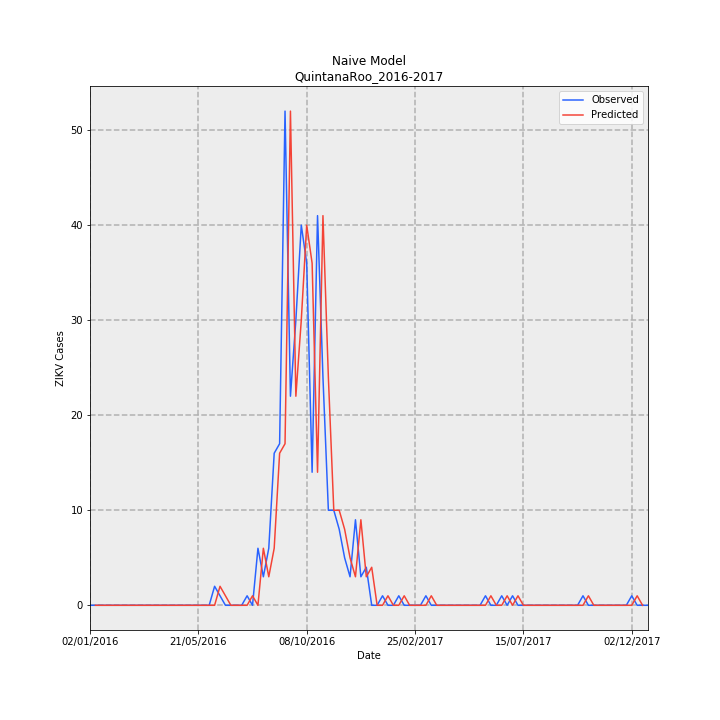 Naive Model
QuintanaRoo_2016-2017
Observed
Predicted
50
40
30
20
10
0
ZIKV Cases
02/01/2016 21/05/2016 08/10/2016 25/02/2017 15/07/2017 02/12/2017
Date